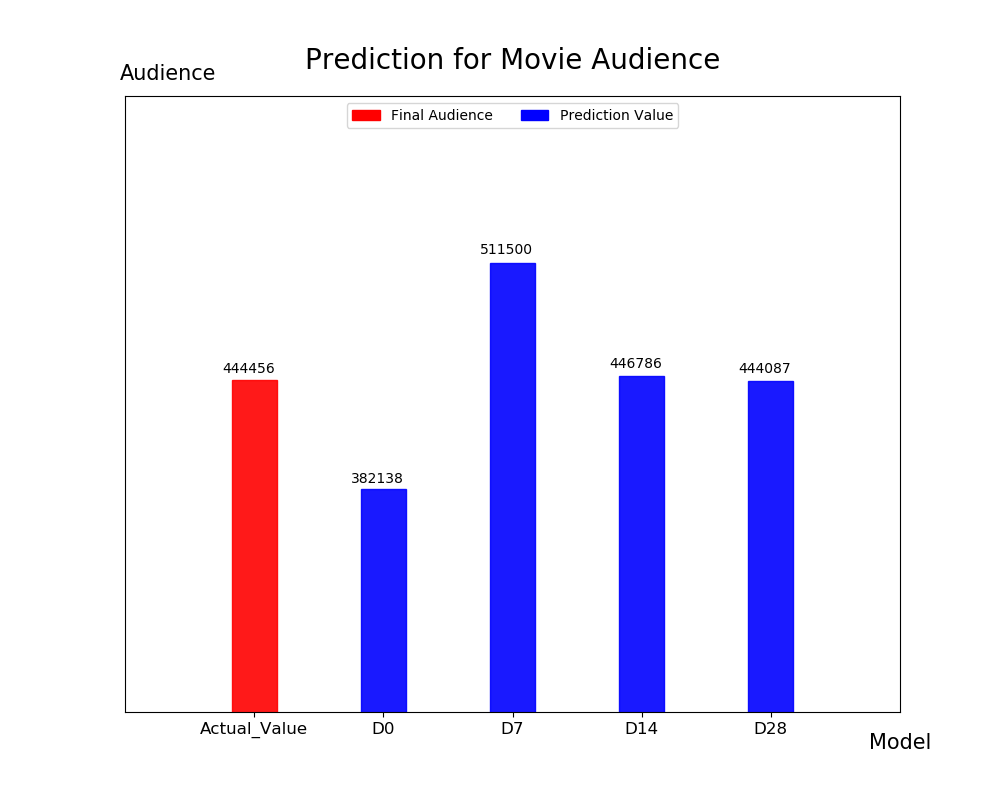 Prediction for Movie Audience
Audience
Final Audience
Prediction Value
511500
444456
446786
444087
382138
Actual_Value
D0
D7
D14
D28
Model